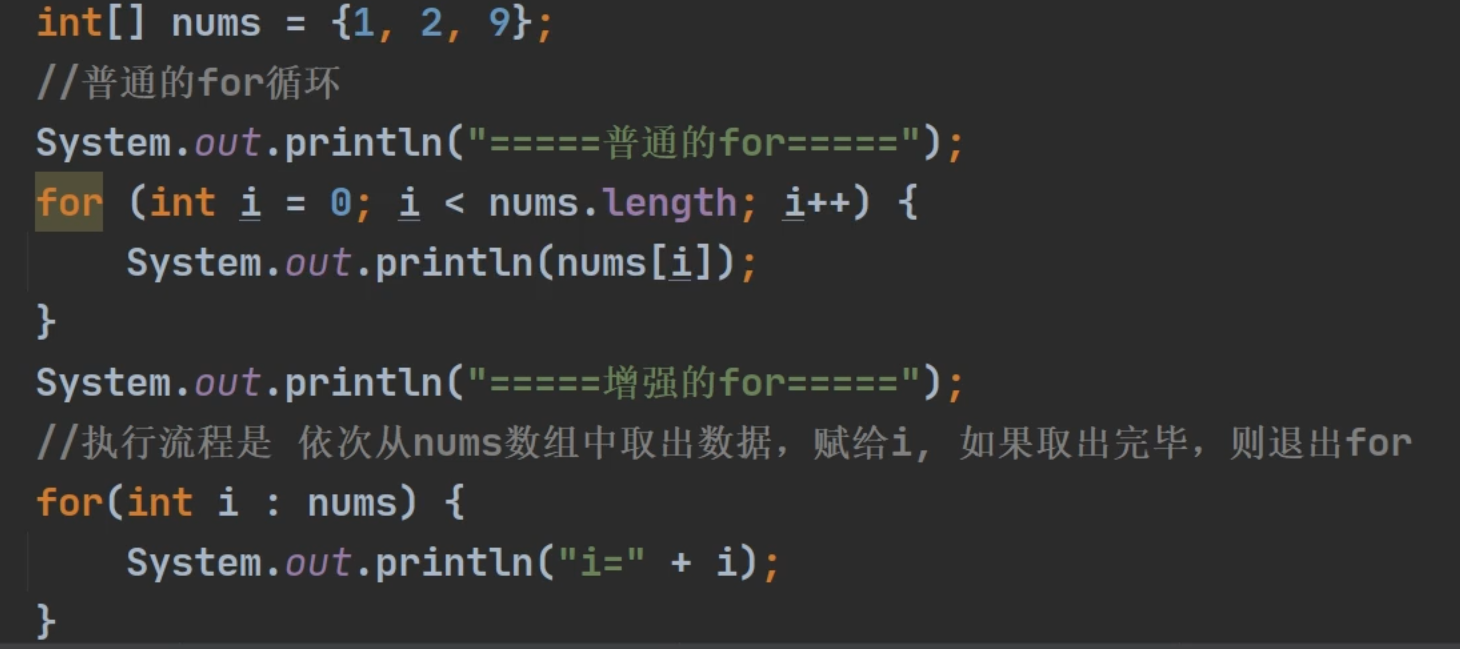 int[] nums = {1, 2, 9};
//普通的for循环
System.out.println("=====普通的for=====");
for (int i = 0; i < nums.length; i++) {
    System.out.println(nums[i]);
}
System.out.println("=====增强的for=====");
//执行流程是 依次从nums数组中取出数据，赋给i, 如果取出完毕，则退出for
for(int i : nums) {
    System.out.println("i=" + i);
}